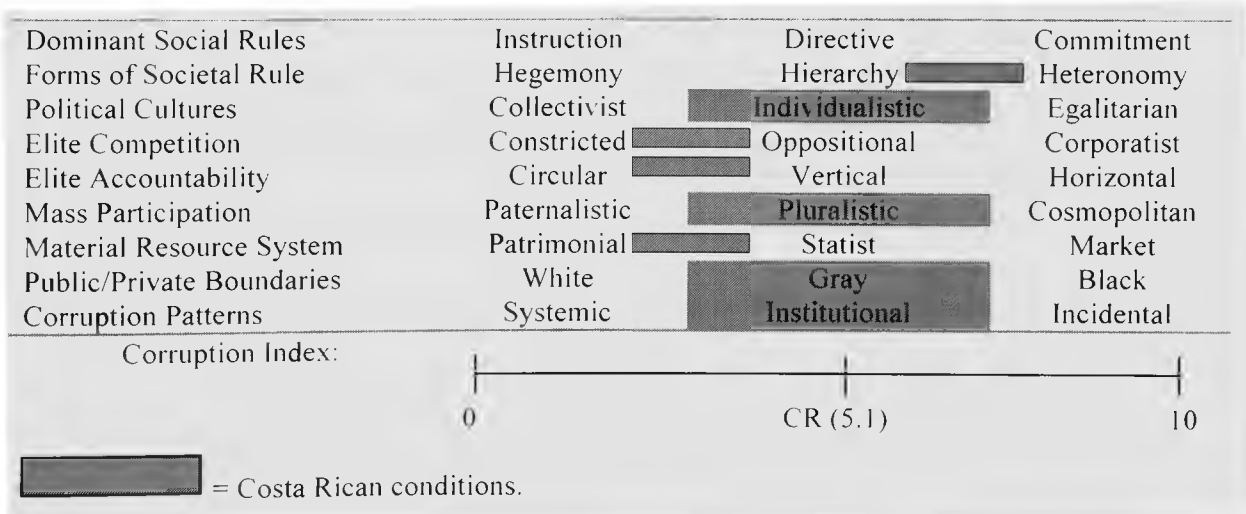 Dominant Social Rules Instruction Directive Commitment
Forms of Societal Rule Hegemony Hierarchy Heteronomy
Political Cultures Collectivist Individualistic Egalitarian
Elite Competition Constricted Oppositional Corporatist
Elite Accountability Circular Vertical Horizontal
Mass Participation Paternalistic Pluralistic Cosmopolitan
Material Resource System Patrimonial Statist Market
Public/Private Boundaries White Gray Black
Corruption Patterns Systemic Institutional Incidental
Corruption Index:
0 CR (5.1) 10
= Costa Rican conditions.